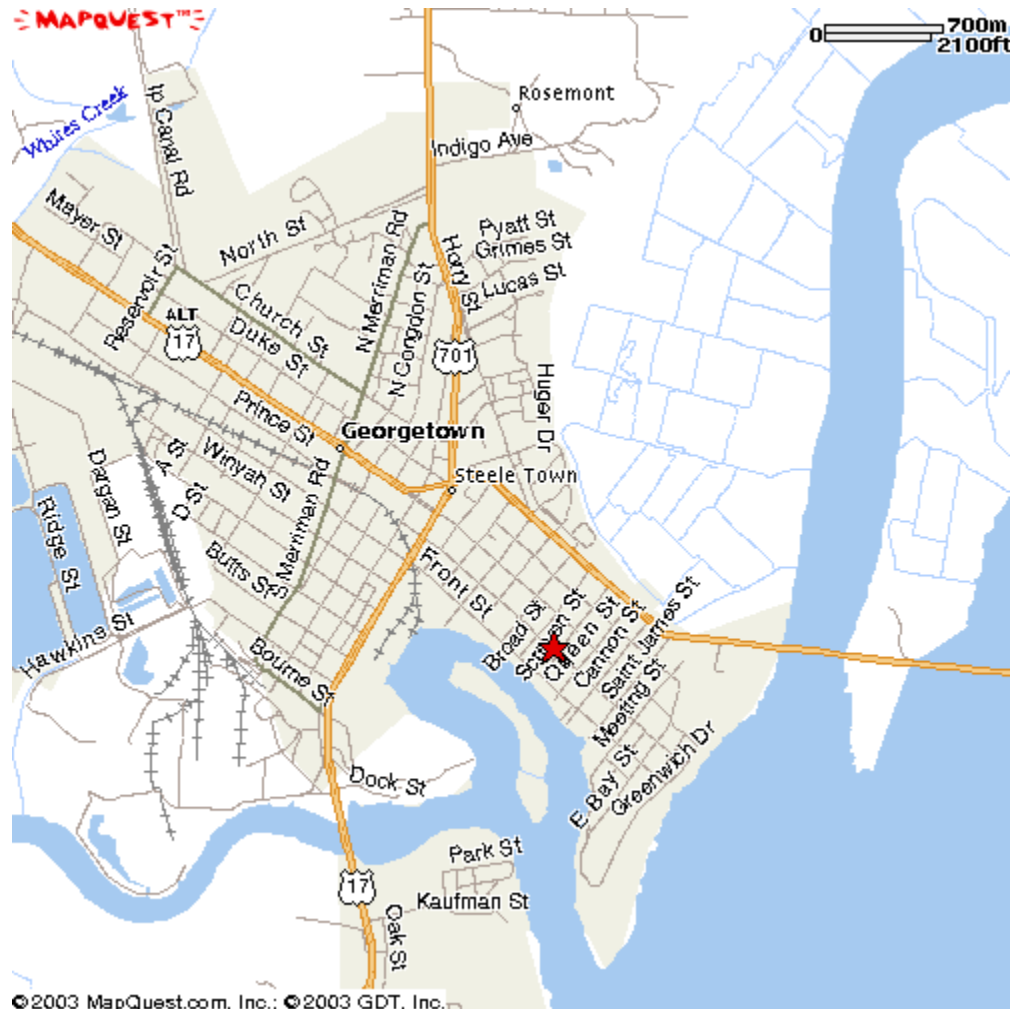 MAPQUEST™
0 700m
2100ft
Rosemont
Whites Creek
Ip Canal Rd
Indigo Ave
Mayer St
North St
N Merriman Rd
Pyatt St
Grimes St
Horry St
Lucas St
Reservoir St
Church St
N Congdon St
ALT
17
Duke St
701
Huger Dr
Prince St
Georgetown
Steele Town
Winyah St
A St
D St
Dargan St
Ridge St
S Merriman Rd
Butts St
Front St
Broad St
Screven St
Queen St
Cannon St
Saint James St
Hawkins St
Bourne St
Meeting St
Greenwich Dr
E Bay St
Dock St
Park St
17
Kaufman St
Oak St
©2003 MapQuest.com, Inc.; ©2003 GDT, Inc.